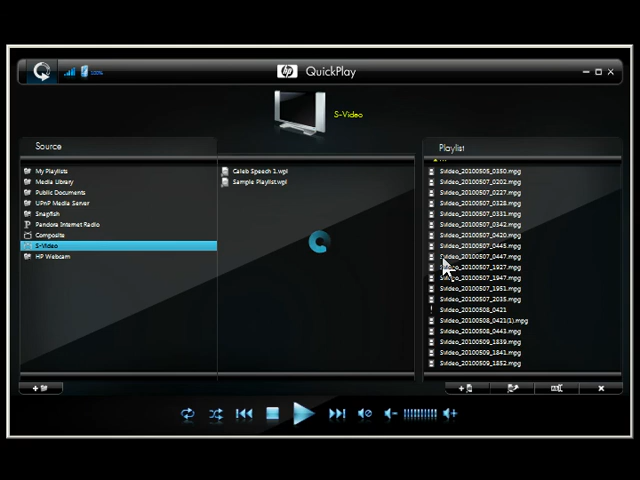 hp QuickPlay
S-Video
Source
Playlist
My Playlists
Media Library
Public Documents
UPnP Media Server
Snapfish
Pandora Internet Radio
Composite
S-Video
HP Webcam
Caleb Speech 1.wpl
Sample Playlist.wpl
SVideo_20100505_0350.mpg
SVideo_20100507_0202.mpg
SVideo_20100507_0227.mpg
SVideo_20100507_0328.mpg
SVideo_20100507_0331.mpg
SVideo_20100507_0342.mpg
SVideo_20100507_0420.mpg
SVideo_20100507_0445.mpg
SVideo_20100507_0447.mpg
_20100507_1927.mpg
SVideo_20100507_1947.mpg
SVideo_20100507_1951.mpg
SVideo_20100507_2035.mpg
SVideo_20100508_0421
SVideo_20100508_0421(1).mpg
SVideo_20100508_0443.mpg
SVideo_20100509_1839.mpg
SVideo_20100509_1841.mpg
SVideo_20100509_1852.mpg